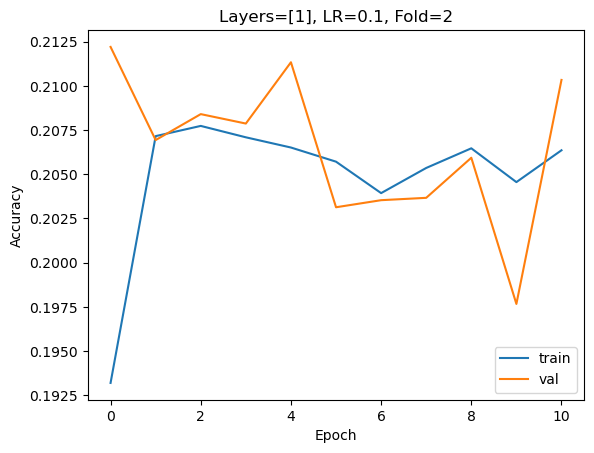 Layers=[1], LR=0.1, Fold=2
0.2125
0.2100
0.2075
0.2050
0.2025
0.2000
0.1975
0.1950
0.1925
Accuracy
0 2 4 6 8 10
Epoch
train
val